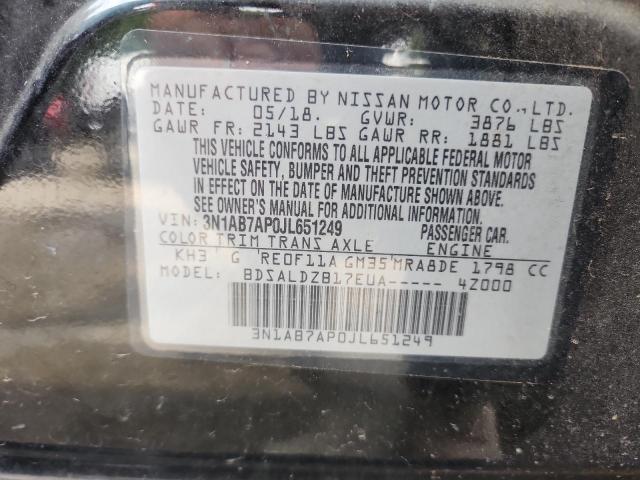 MANUFACTURED BY NISSAN MOTOR CO., LTD.
DATE: 05/18. GVWR: 3876 LBS
GAWR FR: 2143 LBS GAWR RR: 1881 LBS
THIS VEHICLE CONFORMS TO ALL APPLICABLE FEDERAL MOTOR
VEHICLE SAFETY, BUMPER AND THEFT PREVENTION STANDARDS
IN EFFECT ON THE DATE OF MANUFACTURE SHOWN ABOVE.
SEE OWNER'S MANUAL FOR ADDITIONAL INFORMATION.
VIN: 3N1AB7AP0JL651249 PASSENGER CAR.
COLOR TRIM TRANS AXLE ENGINE
KH3 G RE0F11A GM35 MRA8DE 1798 CC
MODEL: BDSALDZB17EUA----- 4Z000
3N1AB7AP0JL651249